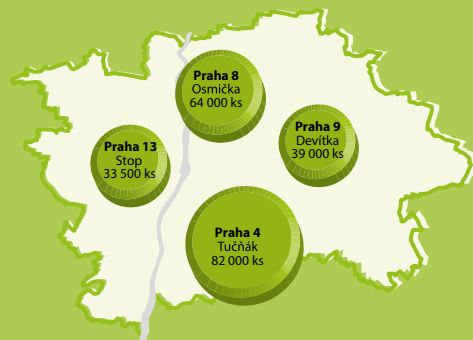 Praha 8
Osmička
64 000 ks
Praha 9
Devítka
39 000 ks
Praha 13
Stop
33 500 ks
Praha 4
Tučňák
82 000 ks